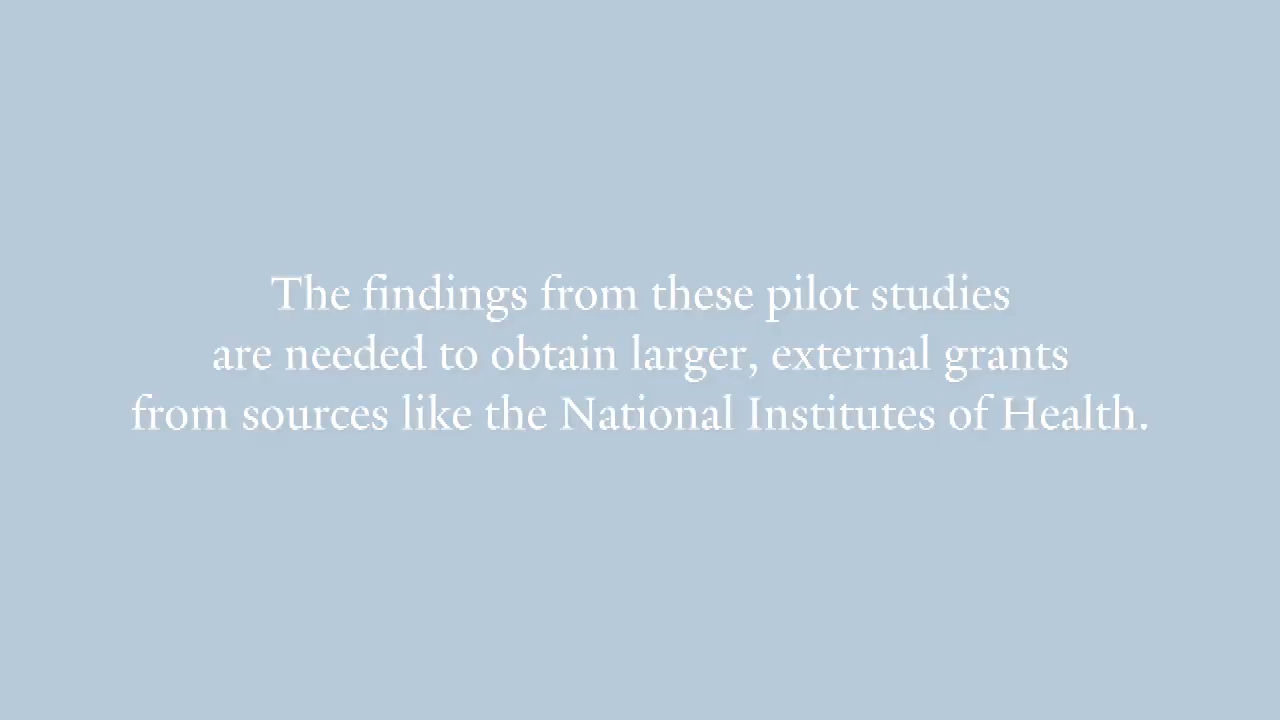 The findings from these pilot studies
are needed to obtain larger, external grants
from sources like the National Institutes of Health.